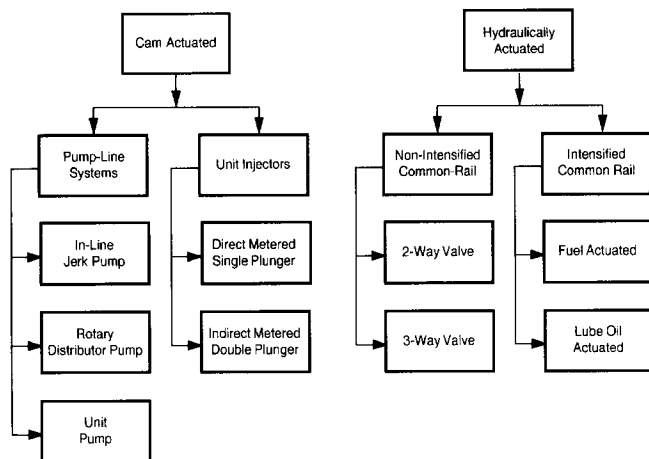 Cam Actuated
Hydraulically
Actuated
Pump-Line
Systems
Unit Injectors
Non-Intensified
Common-Rail
Intensified
Common Rail
In-Line
Jerk Pump
Direct Metered
Single Plunger
2-Way Valve
Fuel Actuated
Rotary
Distributor Pump
Indirect Metered
Double Plunger
3-Way Valve
Lube Oil
Actuated
Unit
Pump